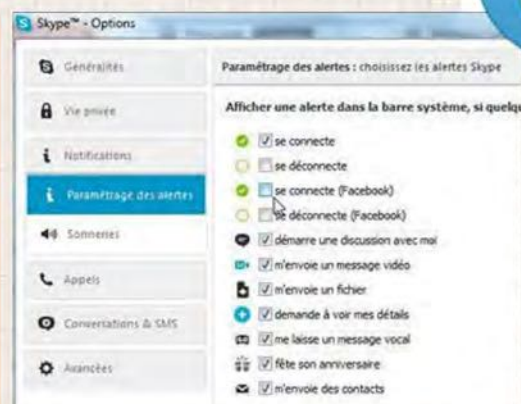 Skype™ - Options
Généralités
Vie privée
Notifications
Paramétrage des alertes
Sonneries
Appels
Conversations & SMS
Avancées
Paramétrage des alertes : choisissez les alertes Skype
Afficher une alerte dans la barre système, si quelqu
se connecte
se déconnecte
se connecte (Facebook)
se déconnecte (Facebook)
démarre une discussion avec moi
m'envoie un message vidéo
m'envoie un fichier
demande à voir mes détails
me laisse un message vocal
fête son anniversaire
m'envoie des contacts